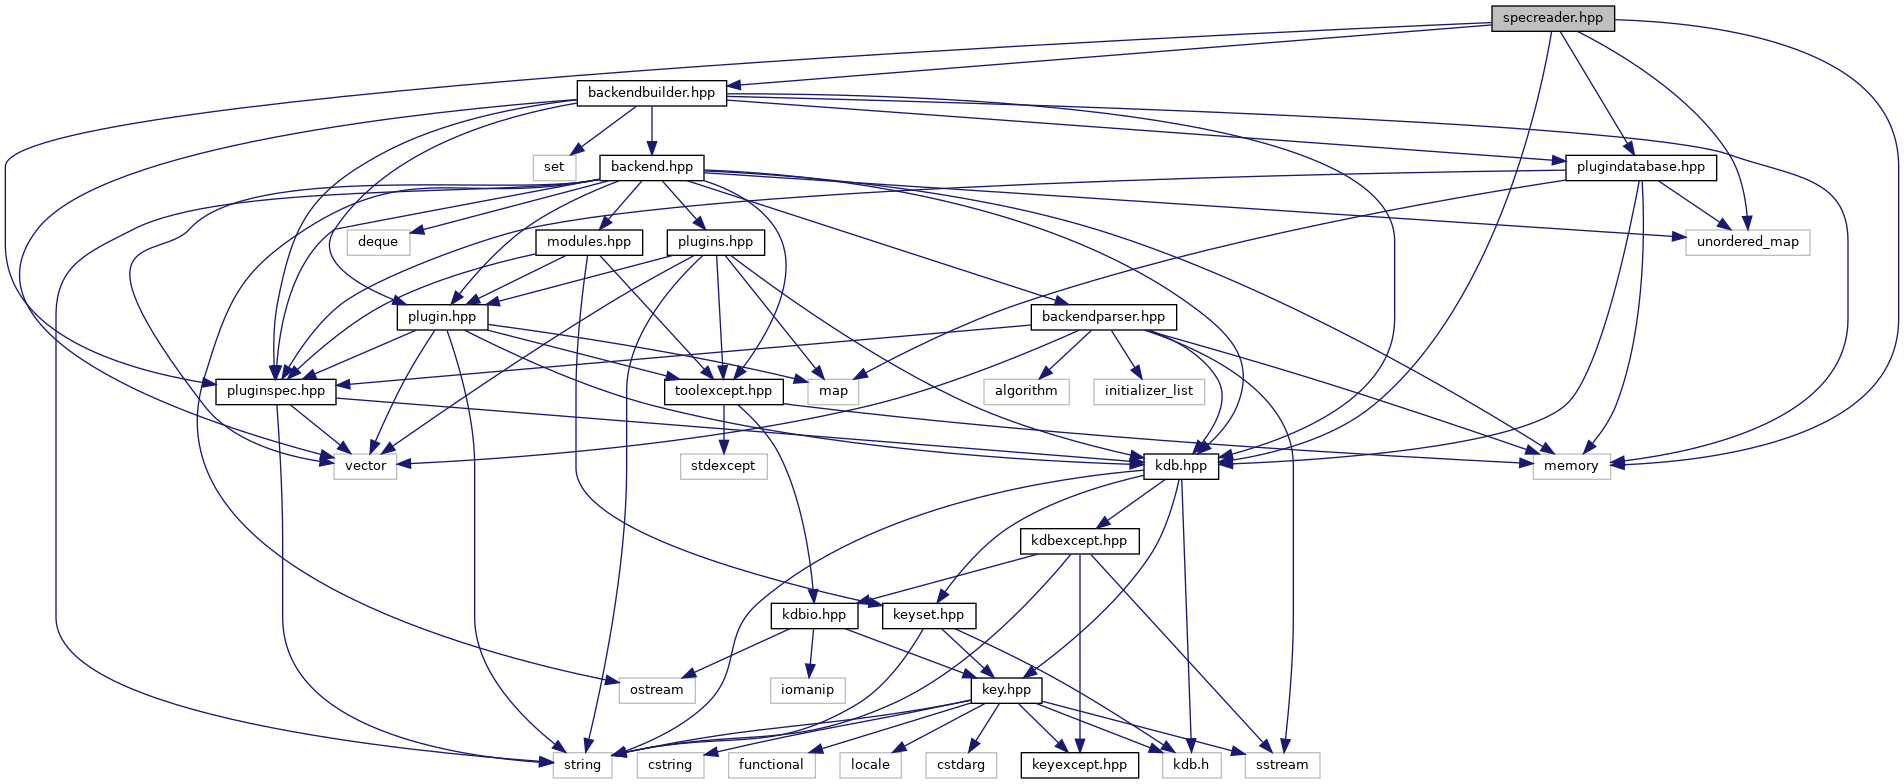 specreader.hpp
backendbuilder.hpp
set
backend.hpp
plugindatabase.hpp
deque
modules.hpp
plugins.hpp
unordered_map
plugin.hpp
backendparser.hpp
pluginspec.hpp
toolexcept.hpp
map
algorithm
initializer_list
vector
stdexcept
kdb.hpp
memory
kdbexcept.hpp
kdbio.hpp
keyset.hpp
ostream
iomanip
key.hpp
string
cstring
functional
locale
cstdarg
keyexcept.hpp
kdb.h
sstream